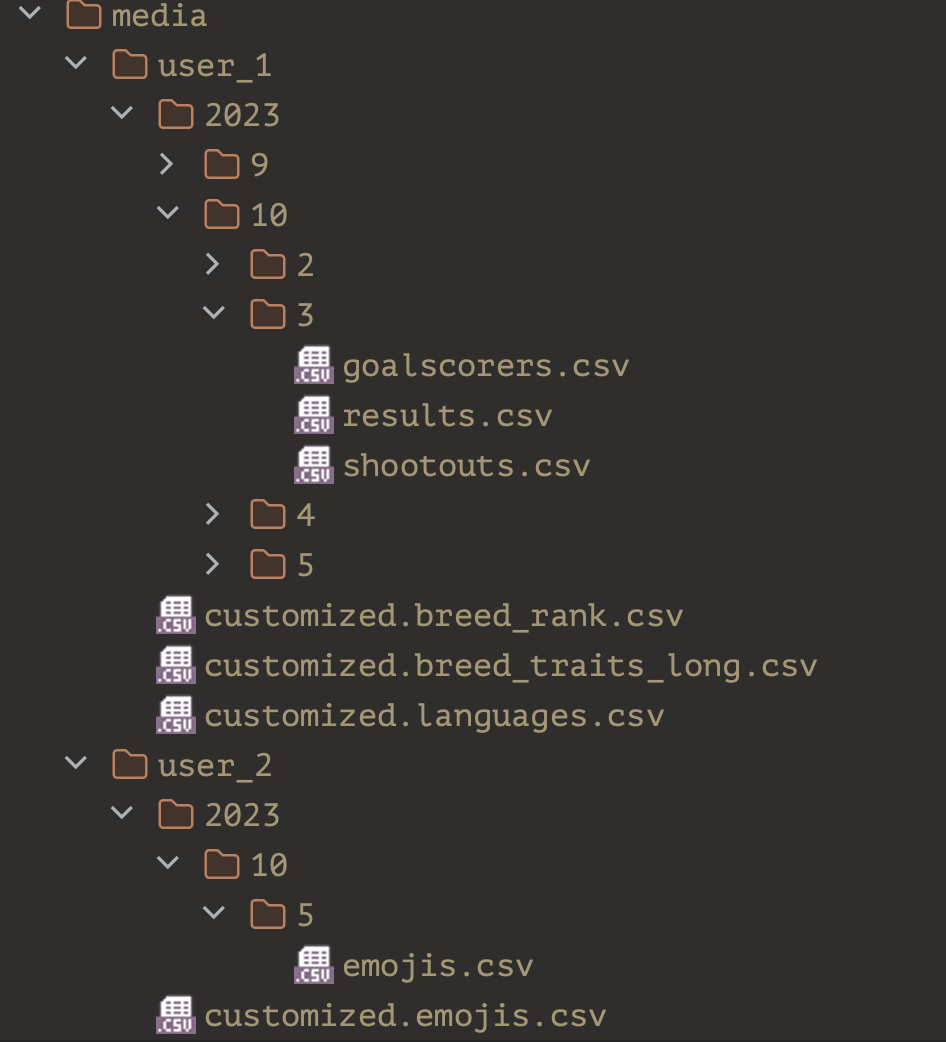 media
user_1
2023
9
10
2
3
.CSV goalscorers.csv
.CSV results.csv
.CSV shootouts.csv
4
5
.CSV customized.breed_rank.csv
.CSV customized.breed_traits_long.csv
.CSV customized.languages.csv
user_2
2023
10
5
.CSV emojis.csv
.CSV customized.emojis.csv